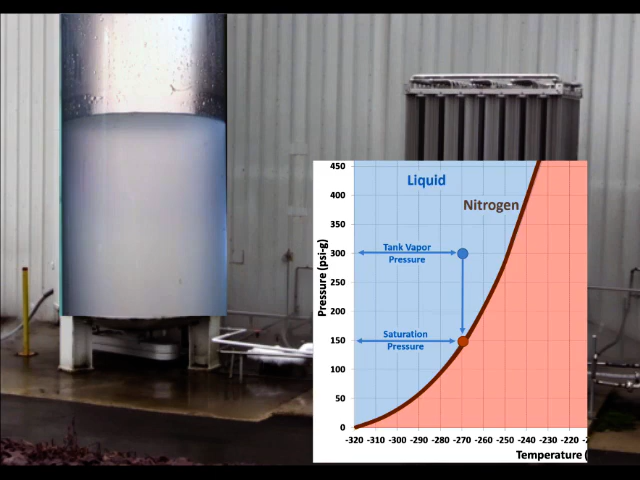 450
Liquid
Nitrogen
400
350
Tank Vapor
300
Pressure
250
200
Saturation
150
Pressure
100
50
0
Pressure (psi-g)
-320 -310 -300 -290 -280 -270 -260 -250 -240 -230 -220 -
Temperature (